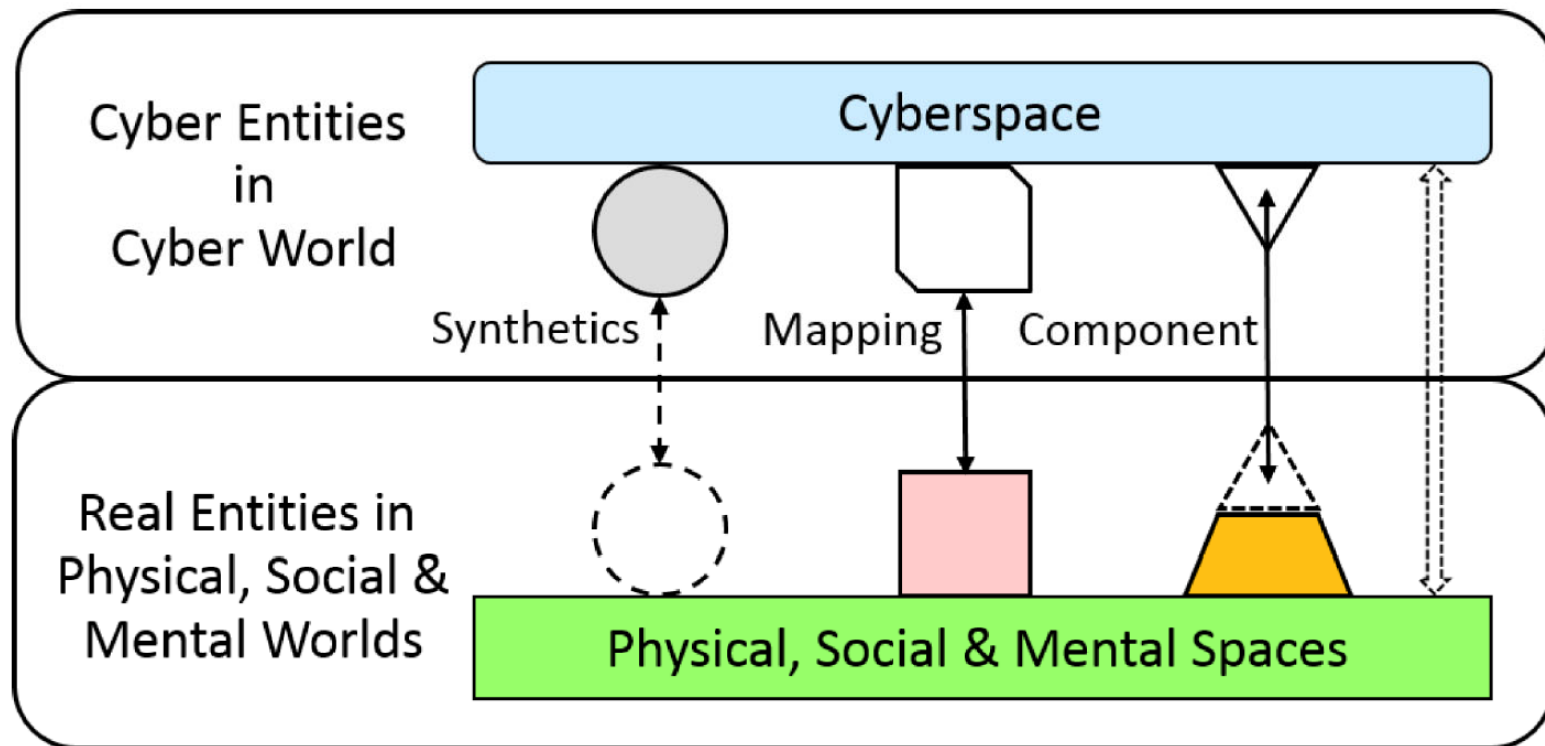 Cyber Entities
in
Cyber World
Cyberspace
Synthetics
Mapping
Component
Real Entities in
Physical, Social &
Mental Worlds
Physical, Social & Mental Spaces